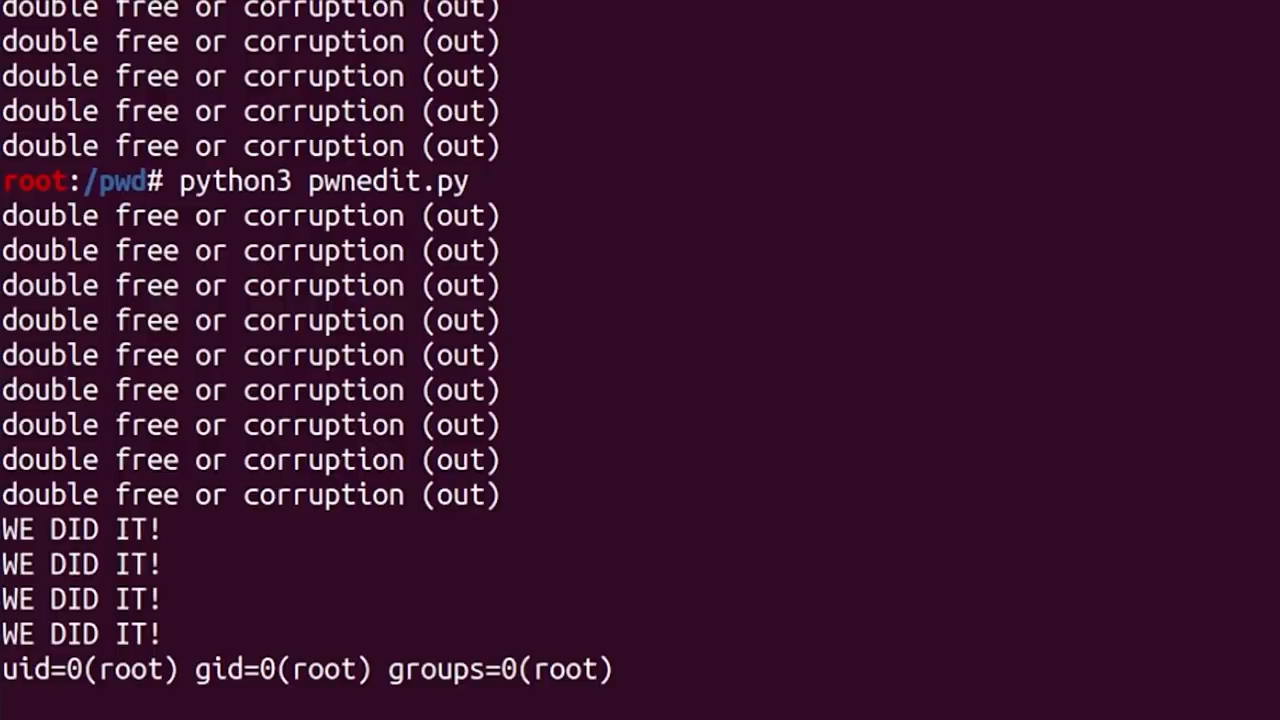 double free or corruption (out)
double free or corruption (out)
double free or corruption (out)
double free or corruption (out)
double free or corruption (out)
root:/pwd# python3 pwnedit.py
double free or corruption (out)
double free or corruption (out)
double free or corruption (out)
double free or corruption (out)
double free or corruption (out)
double free or corruption (out)
double free or corruption (out)
double free or corruption (out)
double free or corruption (out)
WE DID IT!
WE DID IT!
WE DID IT!
WE DID IT!
uid=0(root) gid=0(root) groups=0(root)